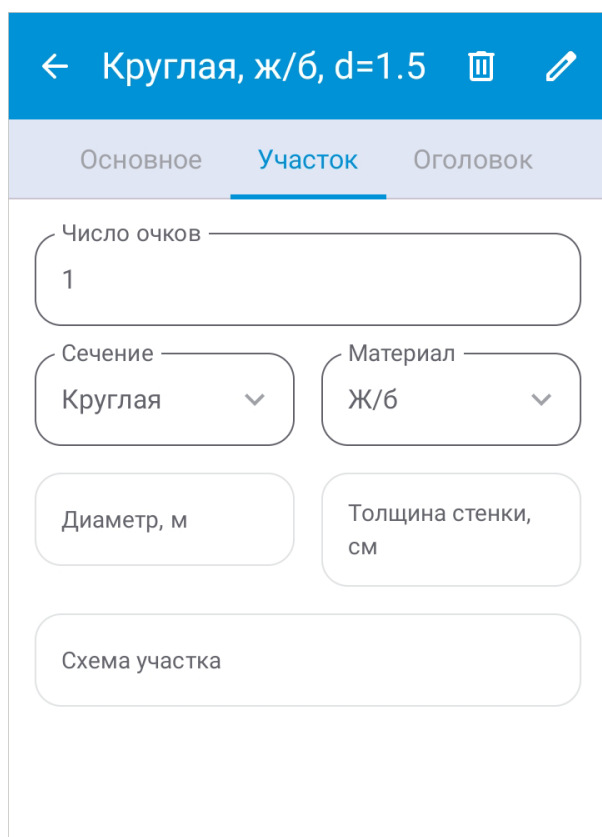 Круглая, ж/б, d=1.5
Основное Участок Оголовок
Число очков
1
Сечение Материал
Круглая Ж/б
Диаметр, м
Толщина стенки,
см
Схема участка